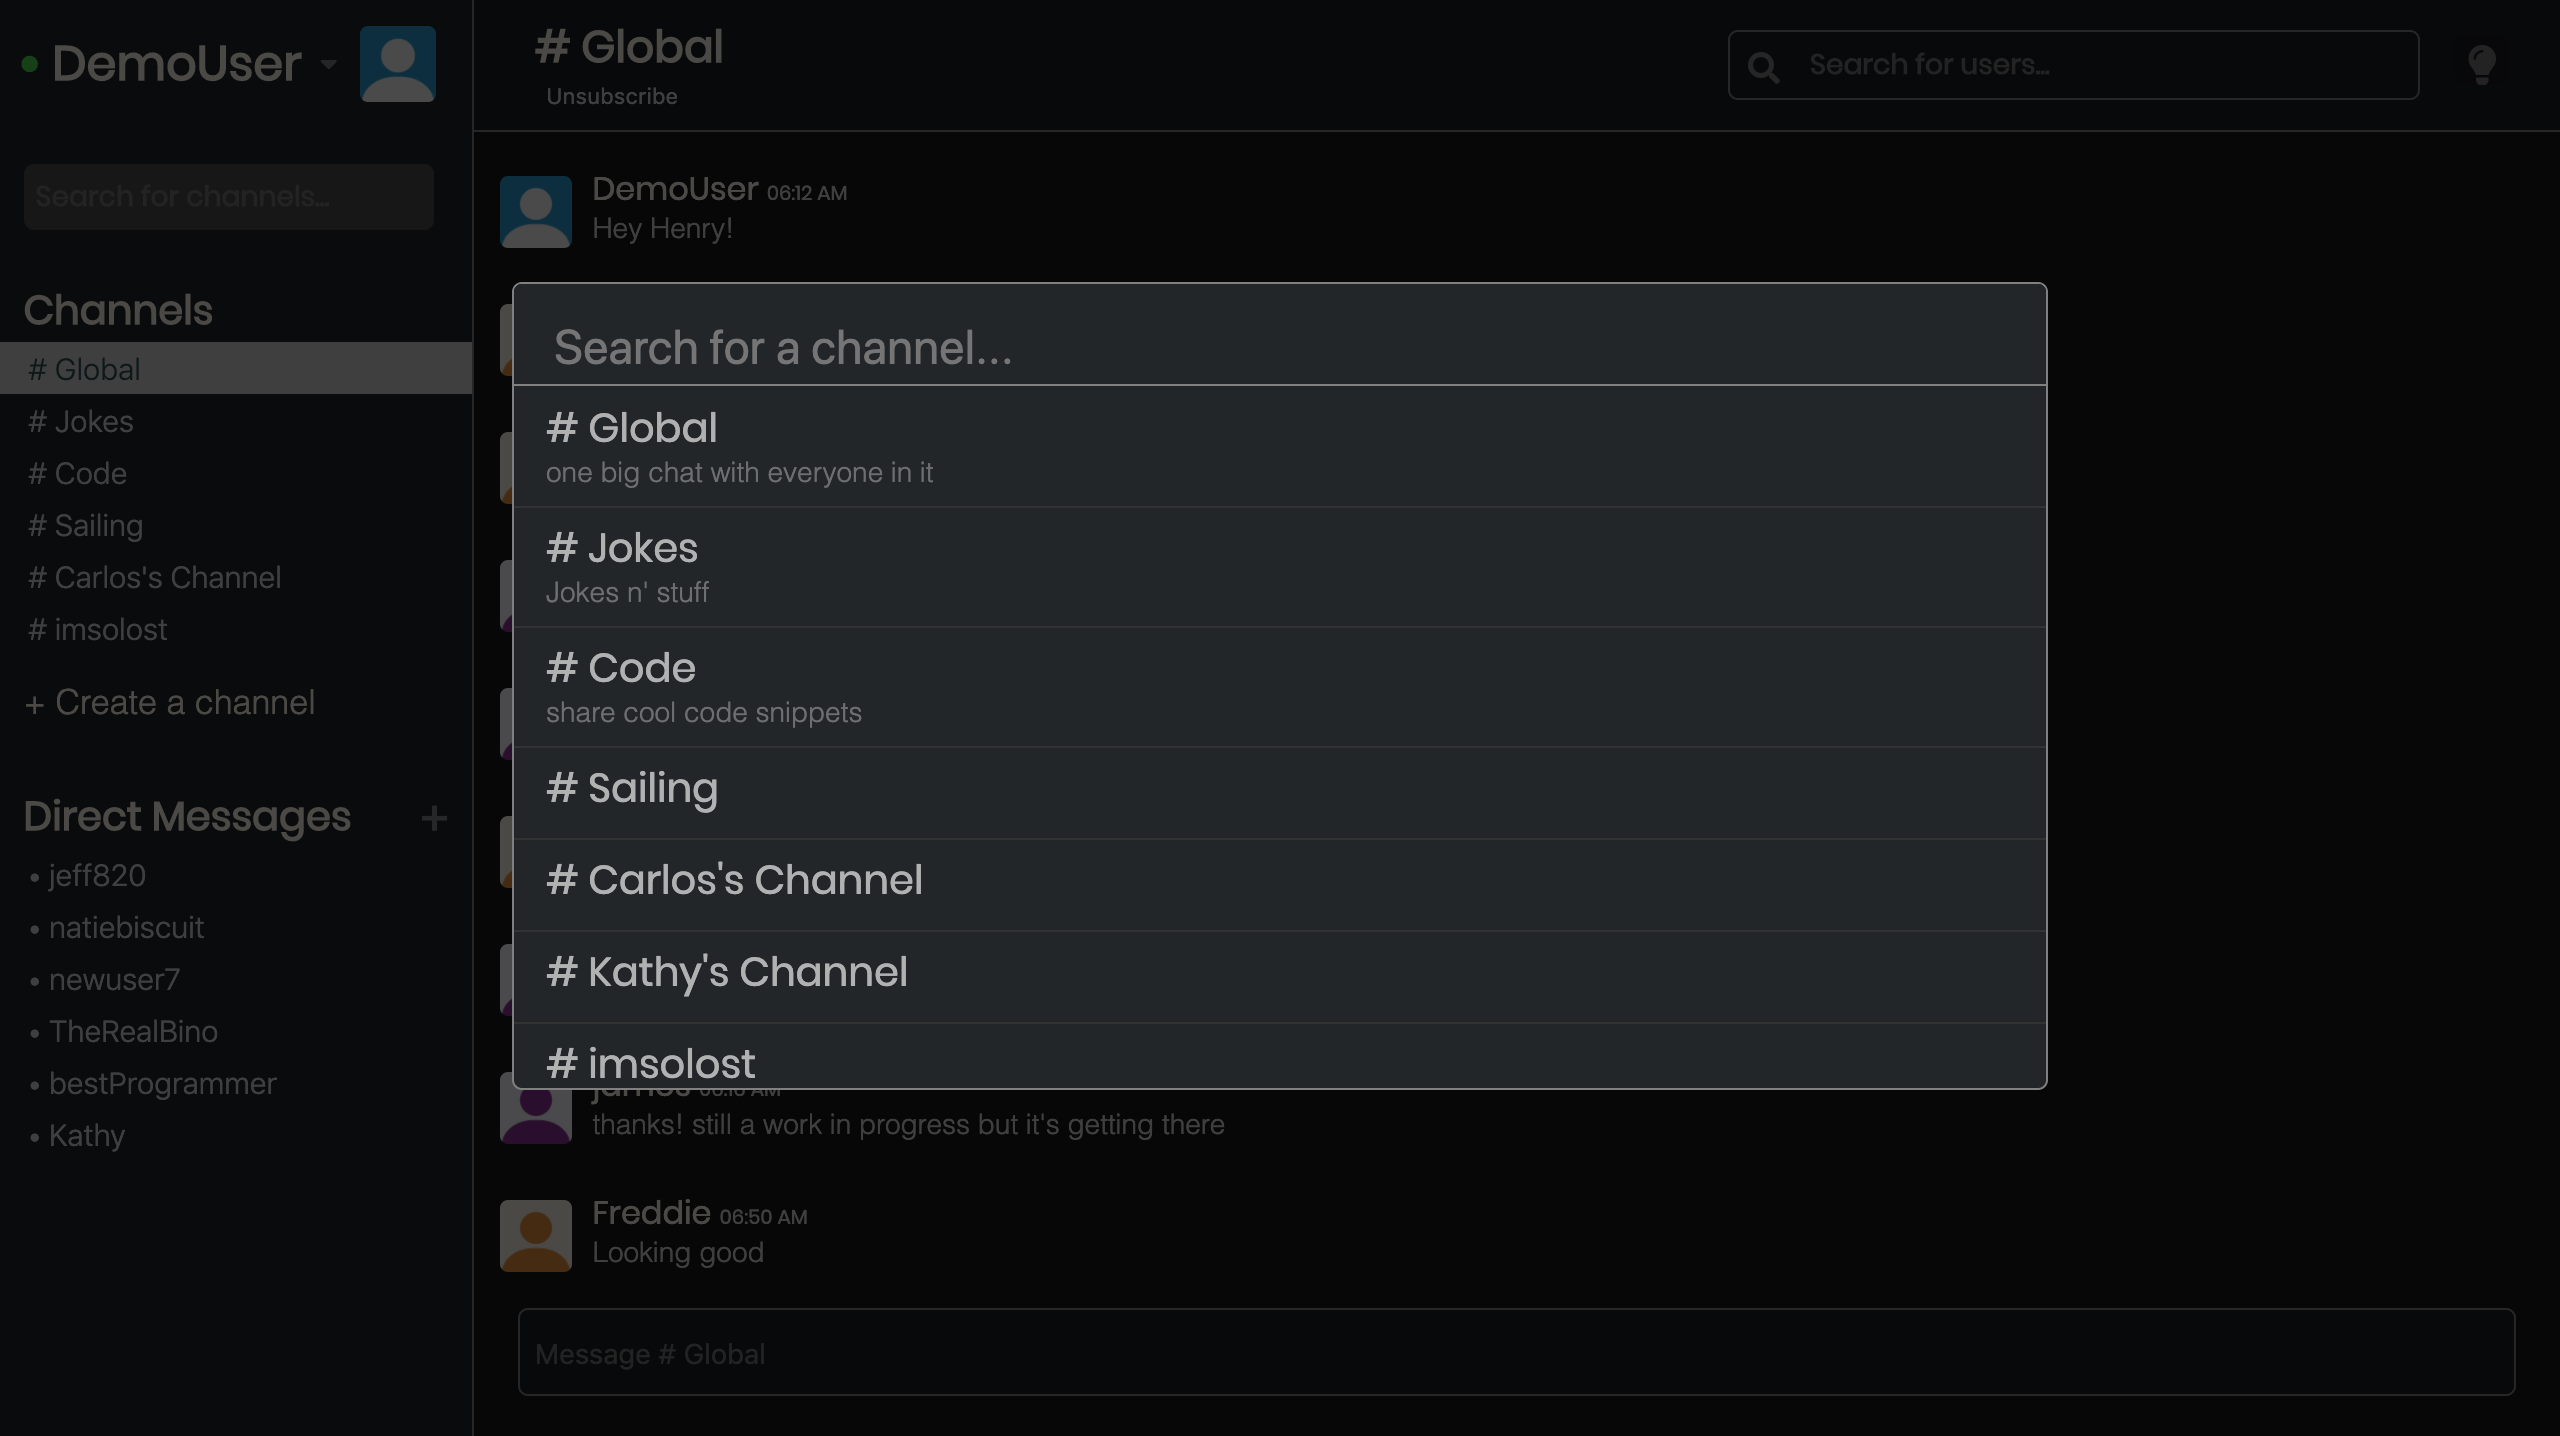 DemoUser
Search for channels...
Channels
# Global
# Jokes
# Code
# Sailing
# Carlos's Channel
# imsolost
+ Create a channel
Direct Messages +
• jeff820
• natiebiscuit
• newuser7
• TheRealBino
• bestProgrammer
• Kathy
# Global
Unsubscribe
Search for users...
DemoUser 06:12 AM
Hey Henry!
Search for a channel...
# Global
one big chat with everyone in it
# Jokes
Jokes n' stuff
# Code
share cool code snippets
# Sailing
# Carlos's Channel
# Kathy's Channel
# imsolost
thanks! still a work in progress but it's getting there
Freddie 06:50 AM
Looking good
Message # Global